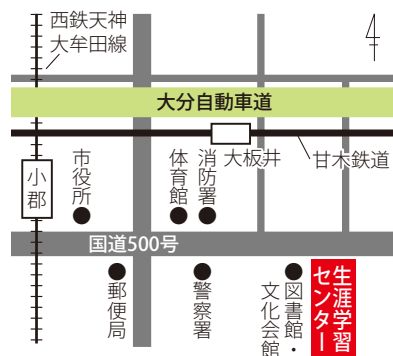 西鉄天神
大牟田線
大分自動車道
大板井
甘木鉄道
小郡
市役所
体育館
消防署
国道500号
郵便局
警察署
図書館・
文化会館
生涯学習
センター